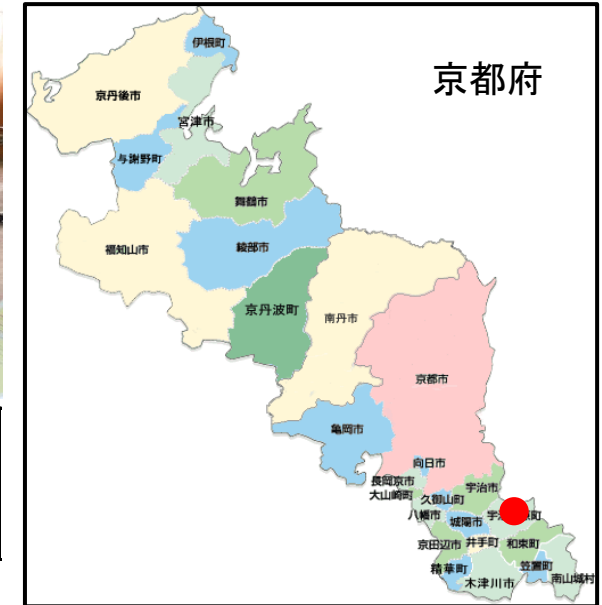 京都府
伊根町
京丹後市
宮津市
与謝野町
舞鶴市
福知山市
綾部市
京丹波町
南丹市
京都市
亀岡市
向日市
長岡京市
大山崎町
宇治市
久御山町
八幡市
城陽市
京田辺市
井手町
和束町
精華町
笠置町
木津川市
南山城村